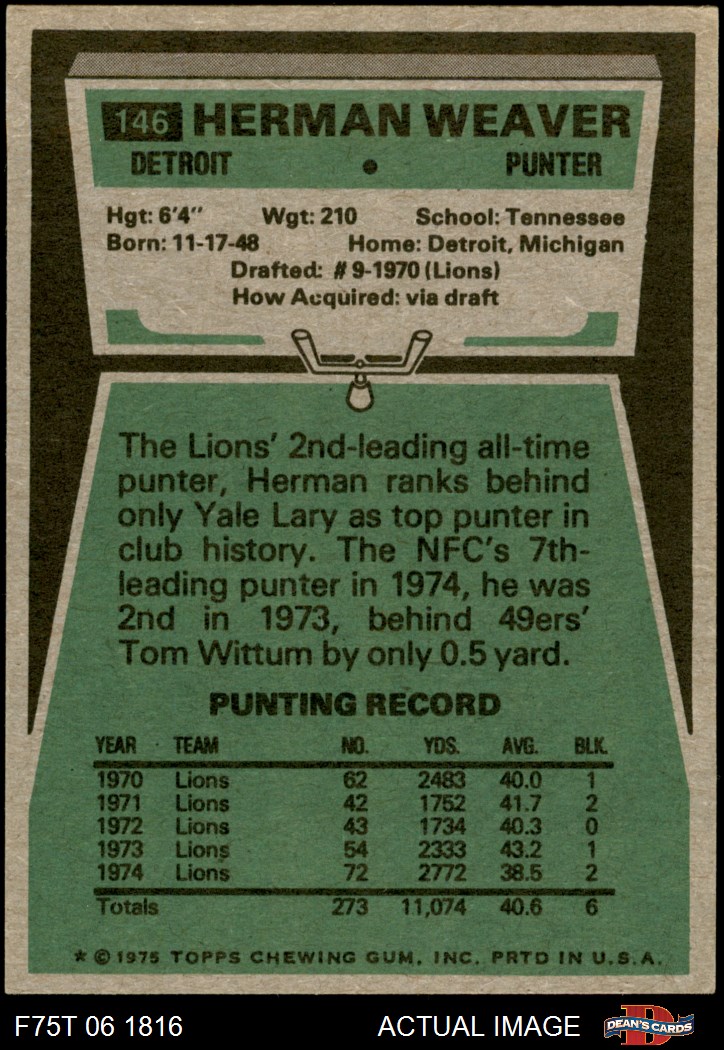 146 HERMAN WEAVER
DETROIT • PUNTER
Hgt: 6'4" Wgt: 210 School: Tennessee
Born: 11-17-48 Home: Detroit, Michigan
Drafted: #9-1970 (Lions)
How Acquired: via draft
The Lions' 2nd-leading all-time
punter, Herman ranks behind
only Yale Lary as top punter in
club history. The NFC's 7th-
leading punter in 1974, he was
2nd in 1973, behind 49ers'
Tom Wittum by only 0.5 yard.
PUNTING RECORD
YEAR TEAM NO. YDS. AVG. BLK.
1970 Lions 62 2483 40.0 1
1971 Lions 42 1752 41.7 2
1972 Lions 43 1734 40.3 0
1973 Lions 54 2333 43.2 1
1974 Lions 72 2772 38.5 2
Totals 273 11,074 40.6 6
* © 1975 TOPPS CHEWING GUM, INC. PRTD IN U.S.A.
F75T 06 1816 ACTUAL IMAGE D DEAN'S CARDS